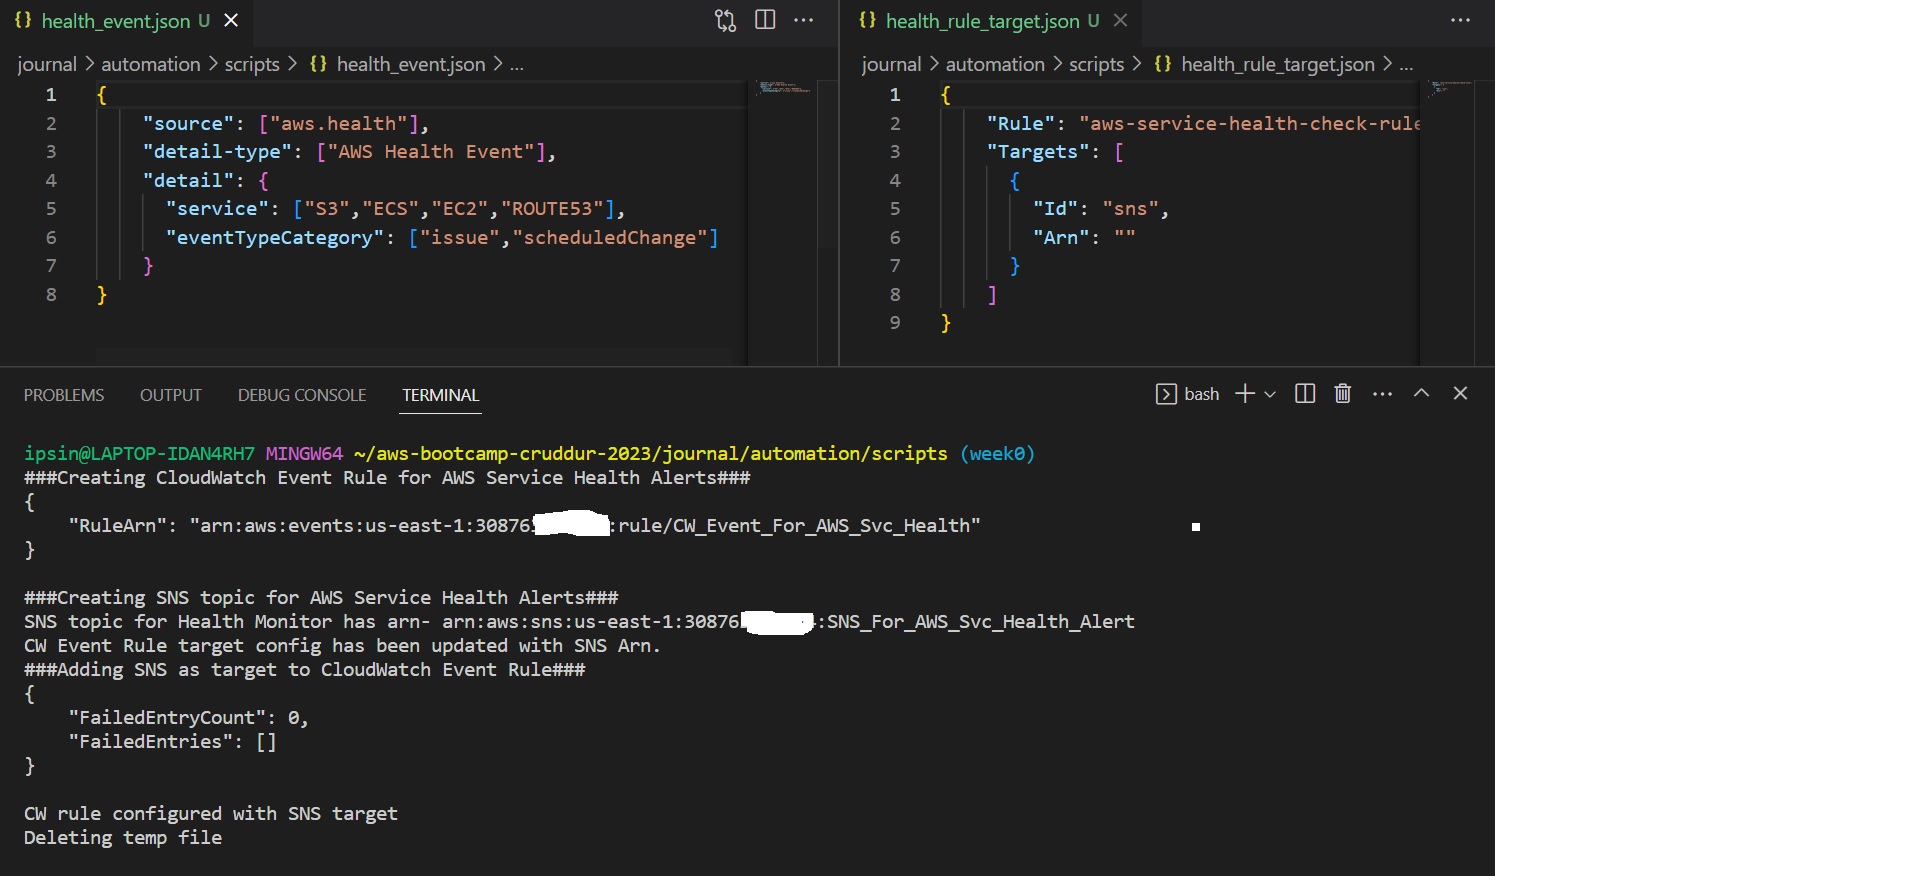 {} health_event.json U ×
journal > automation > scripts > {} health_event.json > ...
1 {
2 "source": ["aws.health"],
3 "detail-type": ["AWS Health Event"],
4 "detail": {
5 "service": ["S3","ECS","EC2","ROUTE53"],
6 "eventTypeCategory": ["issue","scheduledChange"]
7 }
8 }
{} health_rule_target.json U ×
journal > automation > scripts > {} health_rule_target.json > ...
1 {
2 "Rule": "aws-service-health-check-rule
3 "Targets": [
4 {
5 "Id": "sns",
6 "Arn": ""
7 }
8 ]
9 }
PROBLEMS OUTPUT DEBUG CONSOLE TERMINAL bash
ipsin@LAPTOP-IDAN4RH7 MINGW64 ~/aws-bootcamp-cruddur-2023/journal/automation/scripts (week0)
###Creating CloudWatch Event Rule for AWS Service Health Alerts###
{
"RuleArn": "arn:aws:events:us-east-1:30876 :rule/CW_Event_For_AWS_Svc_Health"
}
###Creating SNS topic for AWS Service Health Alerts###
SNS topic for Health Monitor has arn- arn:aws:sns:us-east-1:30876 :SNS_For_AWS_Svc_Health_Alert
CW Event Rule target config has been updated with SNS Arn.
###Adding SNS as target to CloudWatch Event Rule###
{
"FailedEntryCount": 0,
"FailedEntries": []
}
CW rule configured with SNS target
Deleting temp file